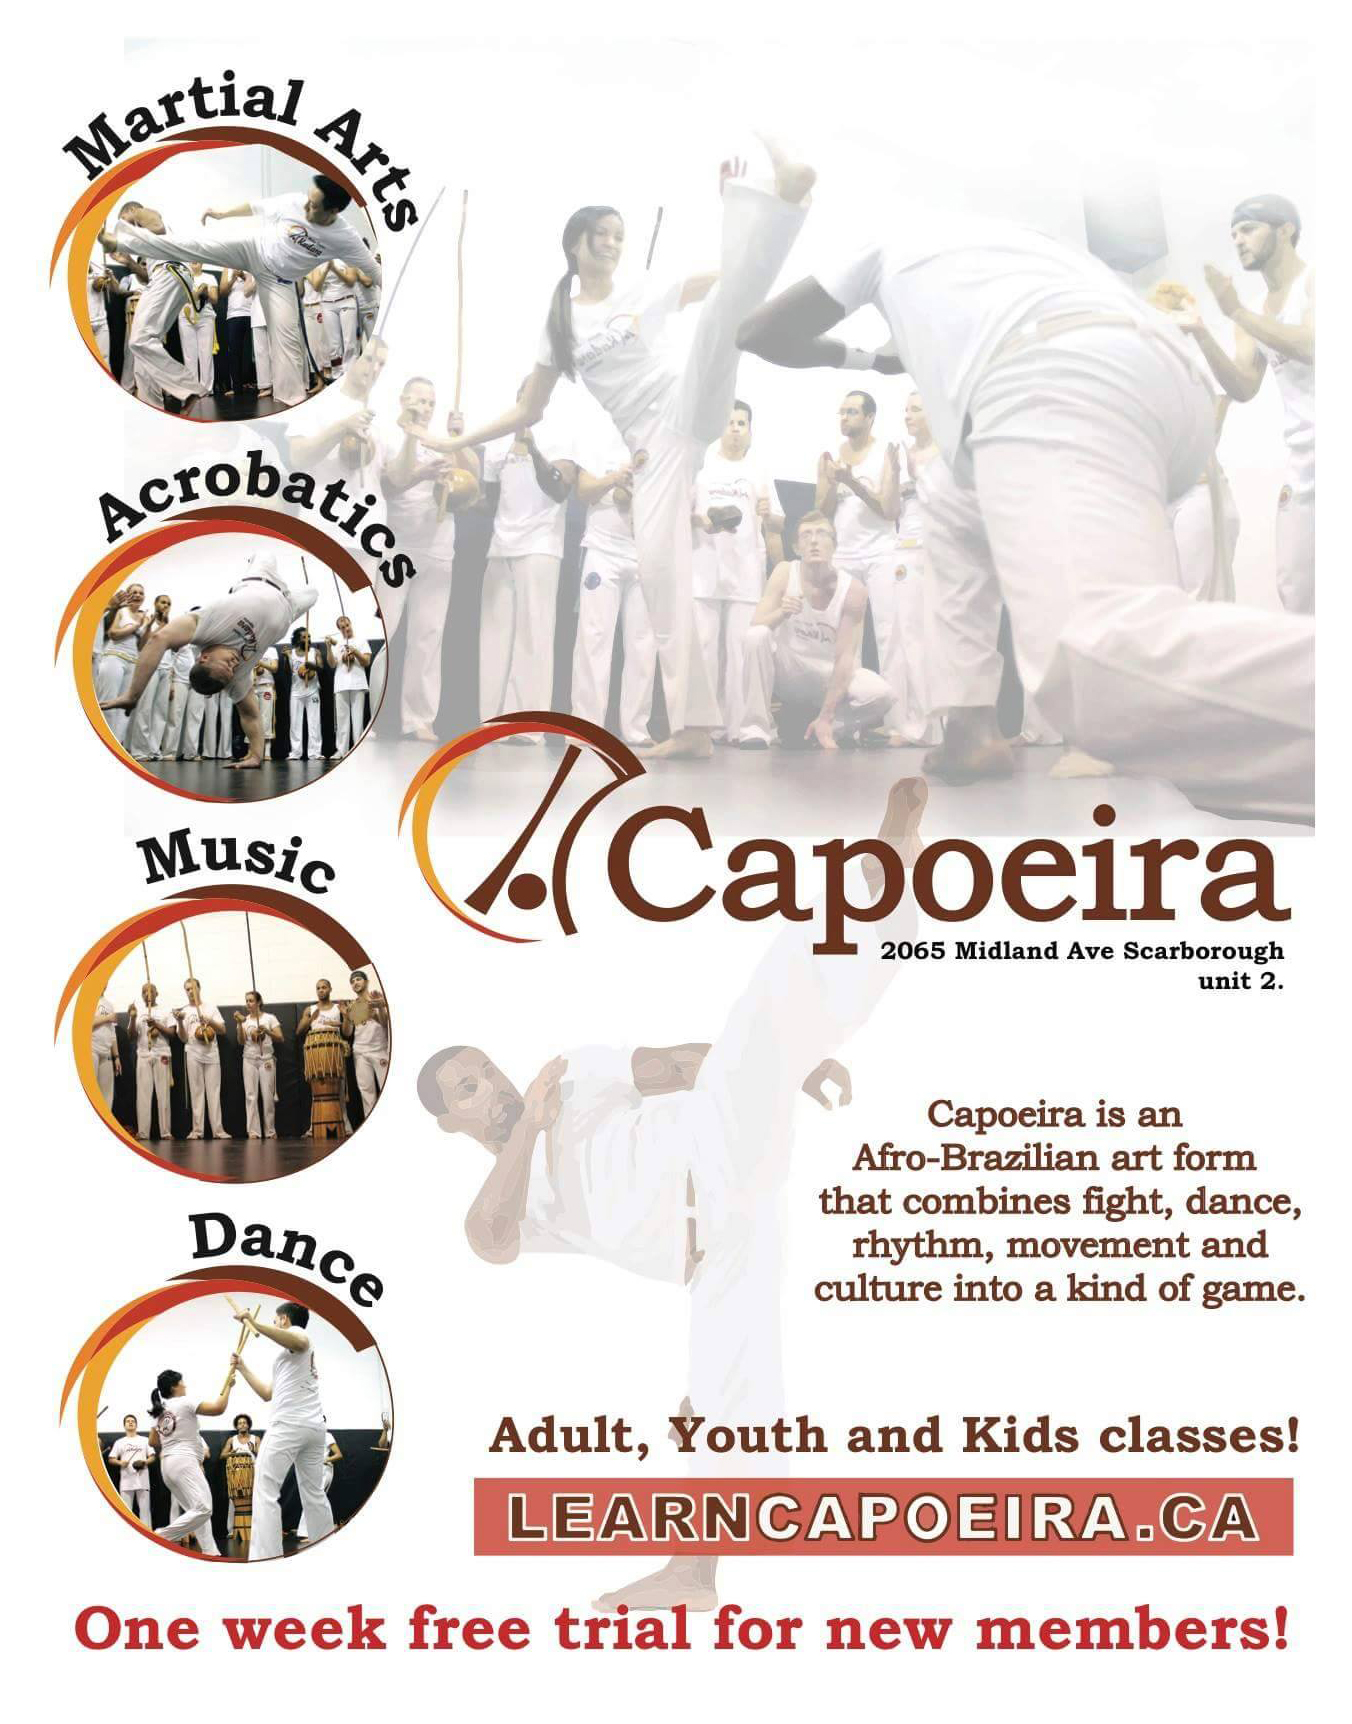 Martial Arts
Acrobatics
Music
Dance
Capoeira
2065 Midland Ave Scarborough
unit 2.
Capoeira is an
Afro-Brazilian art form
that combines fight, dance,
rhythm, movement and
culture into a kind of game.
Adult, Youth and Kids classes!
LEARNCAPOEIRA.CA
One week free trial for new members!